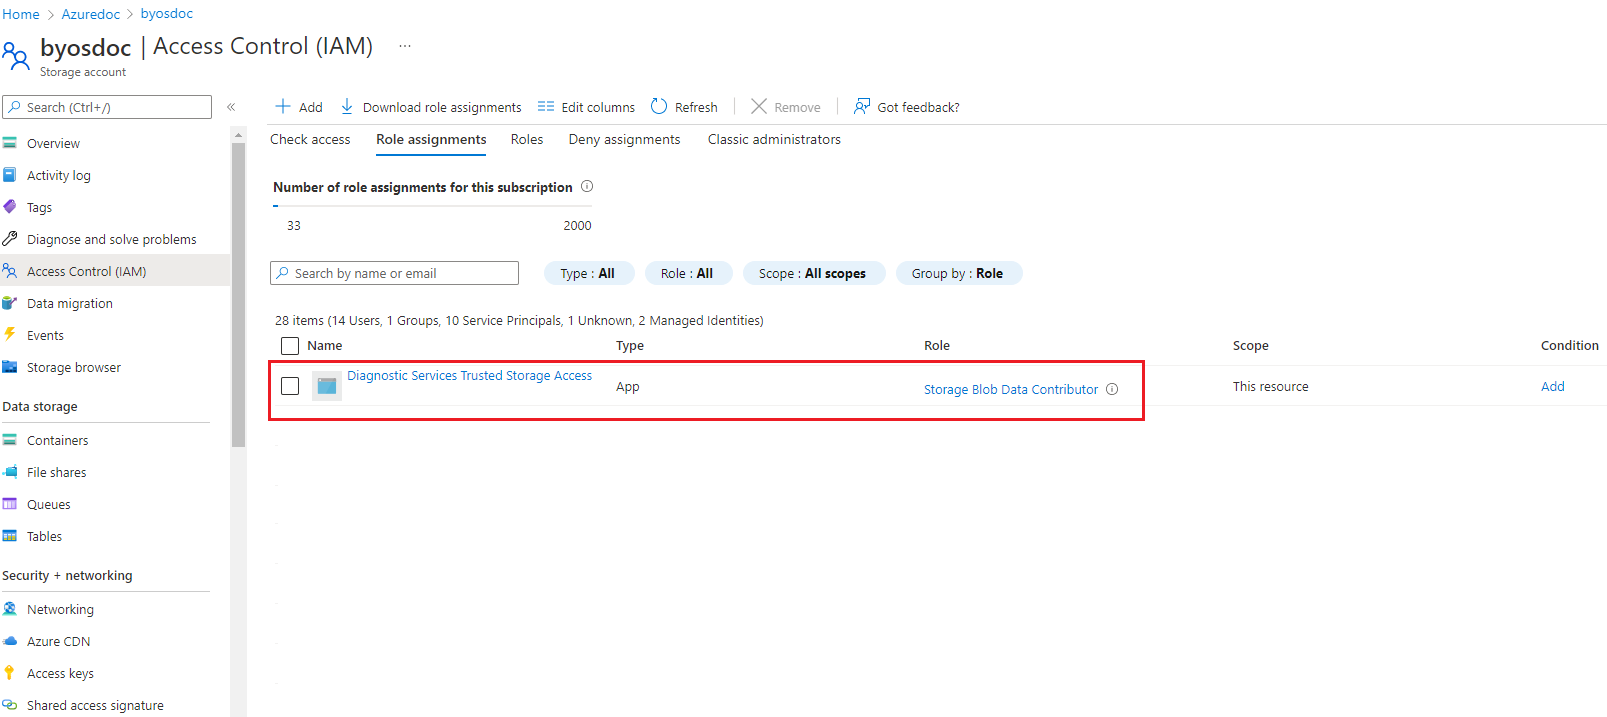 Home > Azuredoc > byosdoc
byosdoc | Access Control (IAM) ...
Storage account
Search (Ctrl+/)
«
Overview
Activity log
Tags
Diagnose and solve problems
Access Control (IAM)
Data migration
Events
Storage browser
Data storage
Containers
File shares
Queues
Tables
Security + networking
Networking
Azure CDN
Access keys
Shared access signature
Add Download role assignments Edit columns Refresh Remove Got feedback?
Check access Role assignments Roles Deny assignments Classic administrators
Number of role assignments for this subscription
33 2000
Search by name or email Type : All Role : All Scope : All scopes Group by : Role
28 items (14 Users, 1 Groups, 10 Service Principals, 1 Unknown, 2 Managed Identities)
Name Type Role Scope Condition
Diagnostic Services Trusted Storage Access App Storage Blob Data Contributor This resource Add